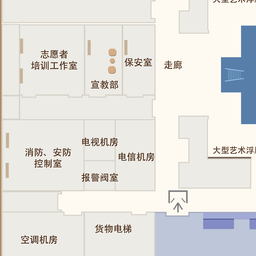 大型艺术浮
志愿者
培训工作室
保安室
走廊
宣教部
电视机房
大型艺术浮
消防、安防
控制室
电信机房
报警阀室
货物电梯
空调机房